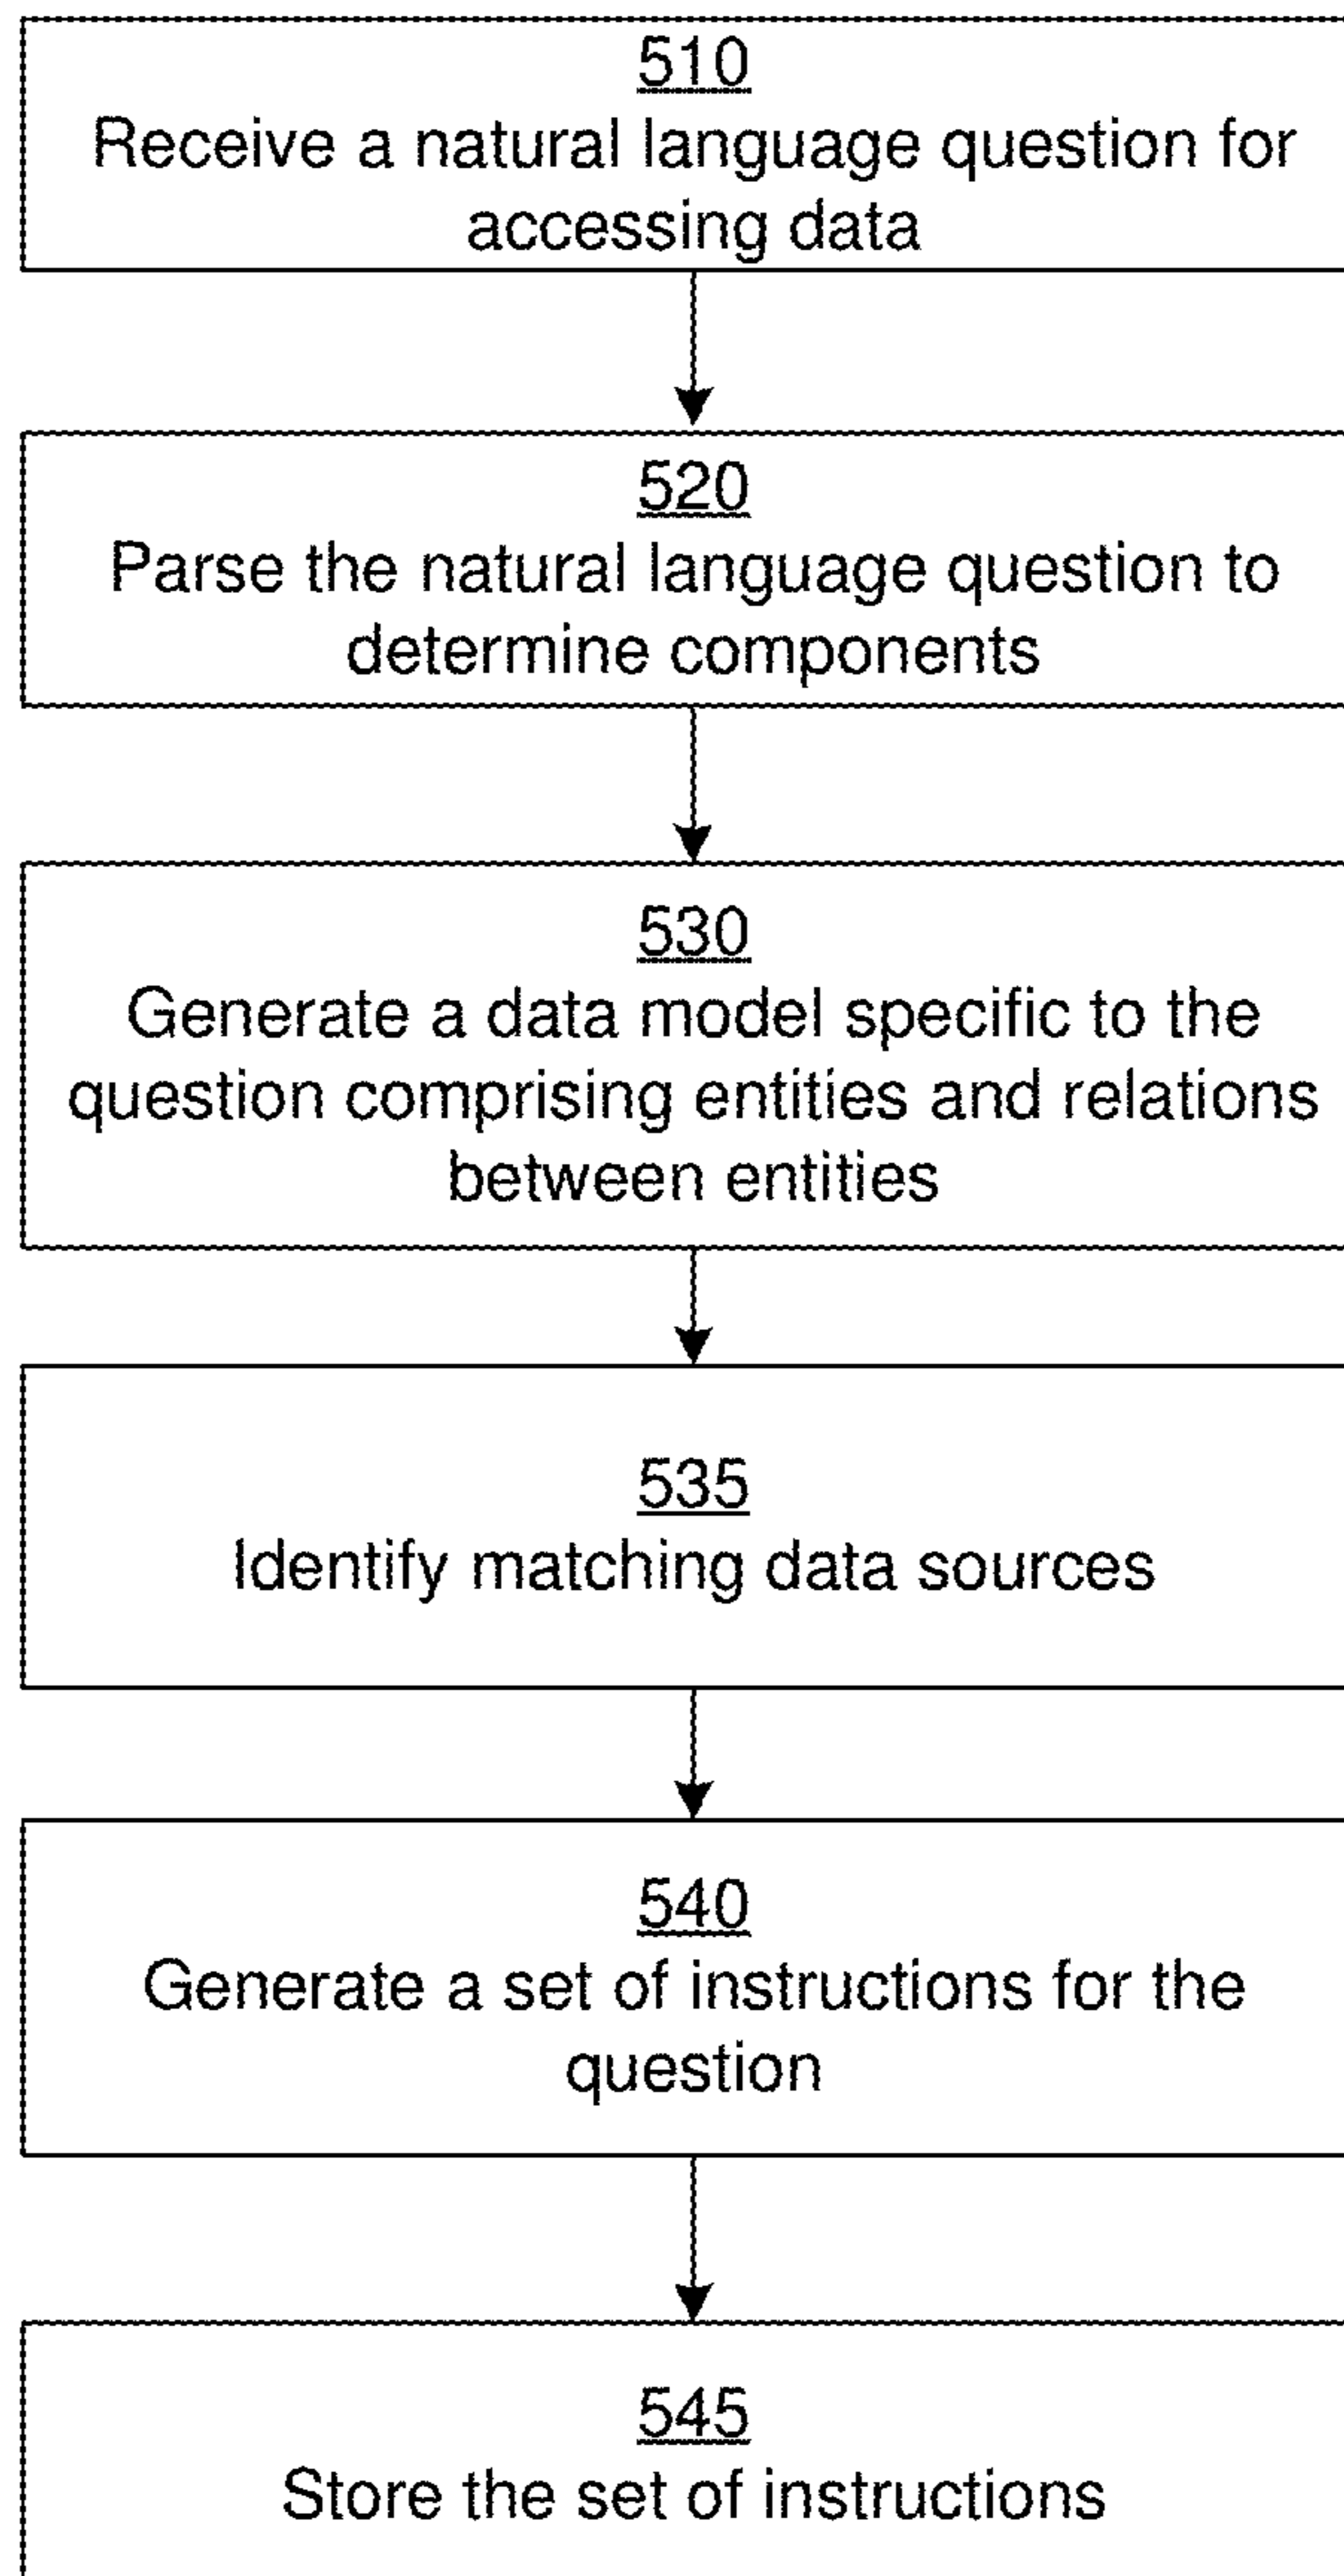 510
Receive a natural language question for
accessing data
520
Parse the natural language question to
determine components
530
Generate a data model specific to the
question comprising entities and relations
between entities
535
Identify matching data sources
540
Generate a set of instructions for the
question
545
Store the set of instructions